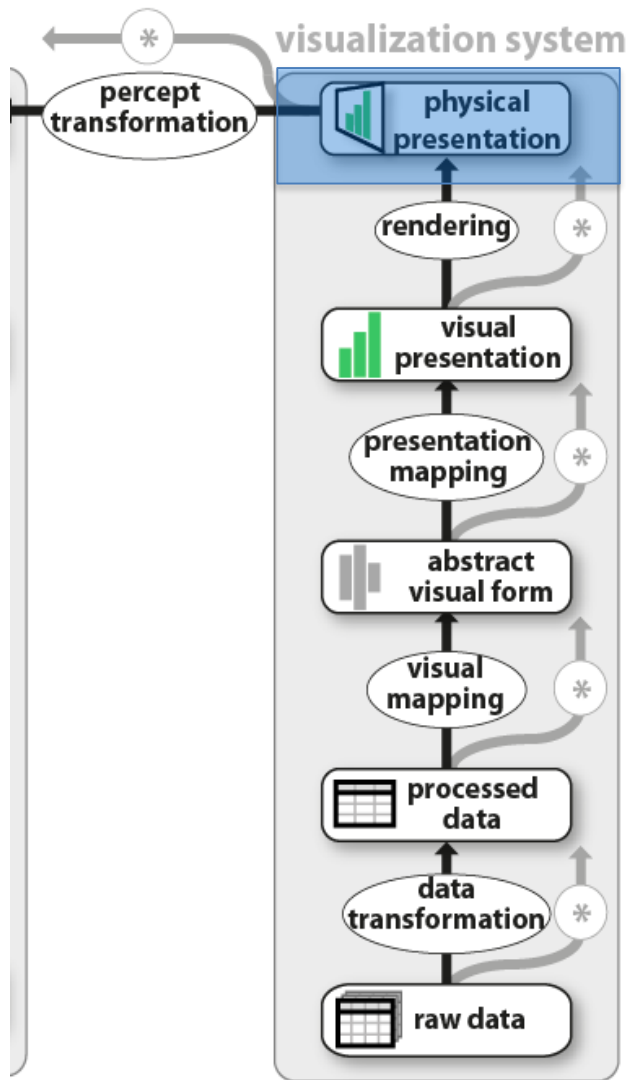 *
visualization system
percept
transformation
physical
presentation
rendering
*
visual
presentation
presentation
mapping
*
abstract
visual form
visual
mapping
*
processed
data
data
transformation
*
raw data